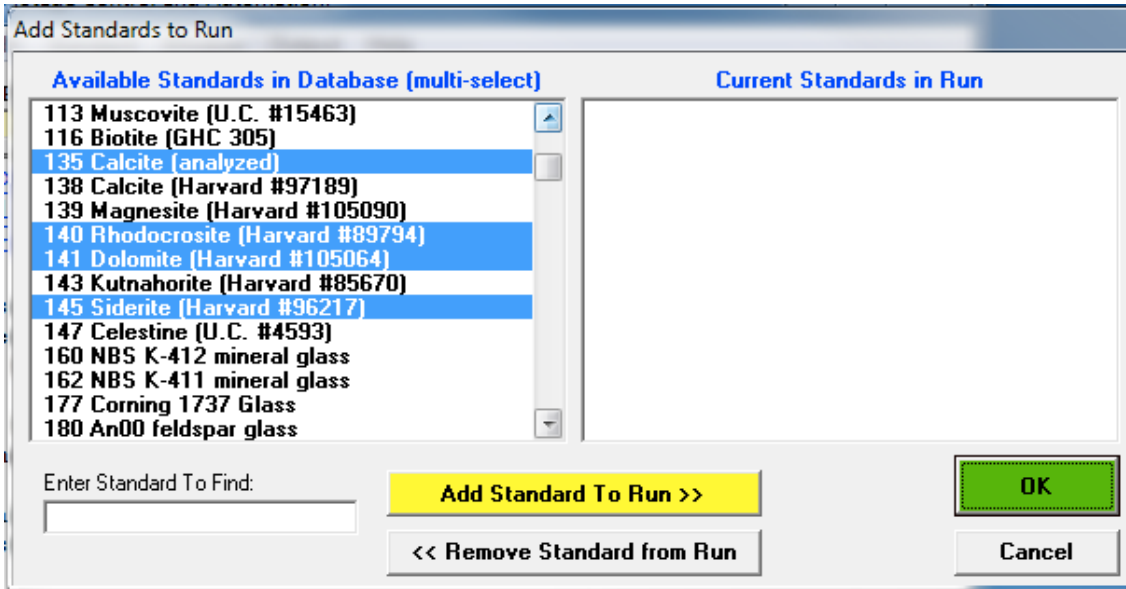 Add Standards to Run
Available Standards in Database (multi-select)
Current Standards in Run
113 Muscovite (U.C. #15463)
116 Biotite (GHC 305)
135 Calcite (analyzed)
138 Calcite (Harvard #97189)
139 Magnesite (Harvard #105090)
140 Rhodocrosite (Harvard #89794)
141 Dolomite (Harvard #105064)
143 Kutnahorite (Harvard #85670)
145 Siderite (Harvard #96217)
147 Celestine (U.C. #4593)
160 NBS K-412 mineral glass
162 NBS K-411 mineral glass
177 Corning 1737 Glass
180 An00 feldspar glass
Enter Standard To Find:
Add Standard To Run >>
OK
<< Remove Standard from Run
Cancel